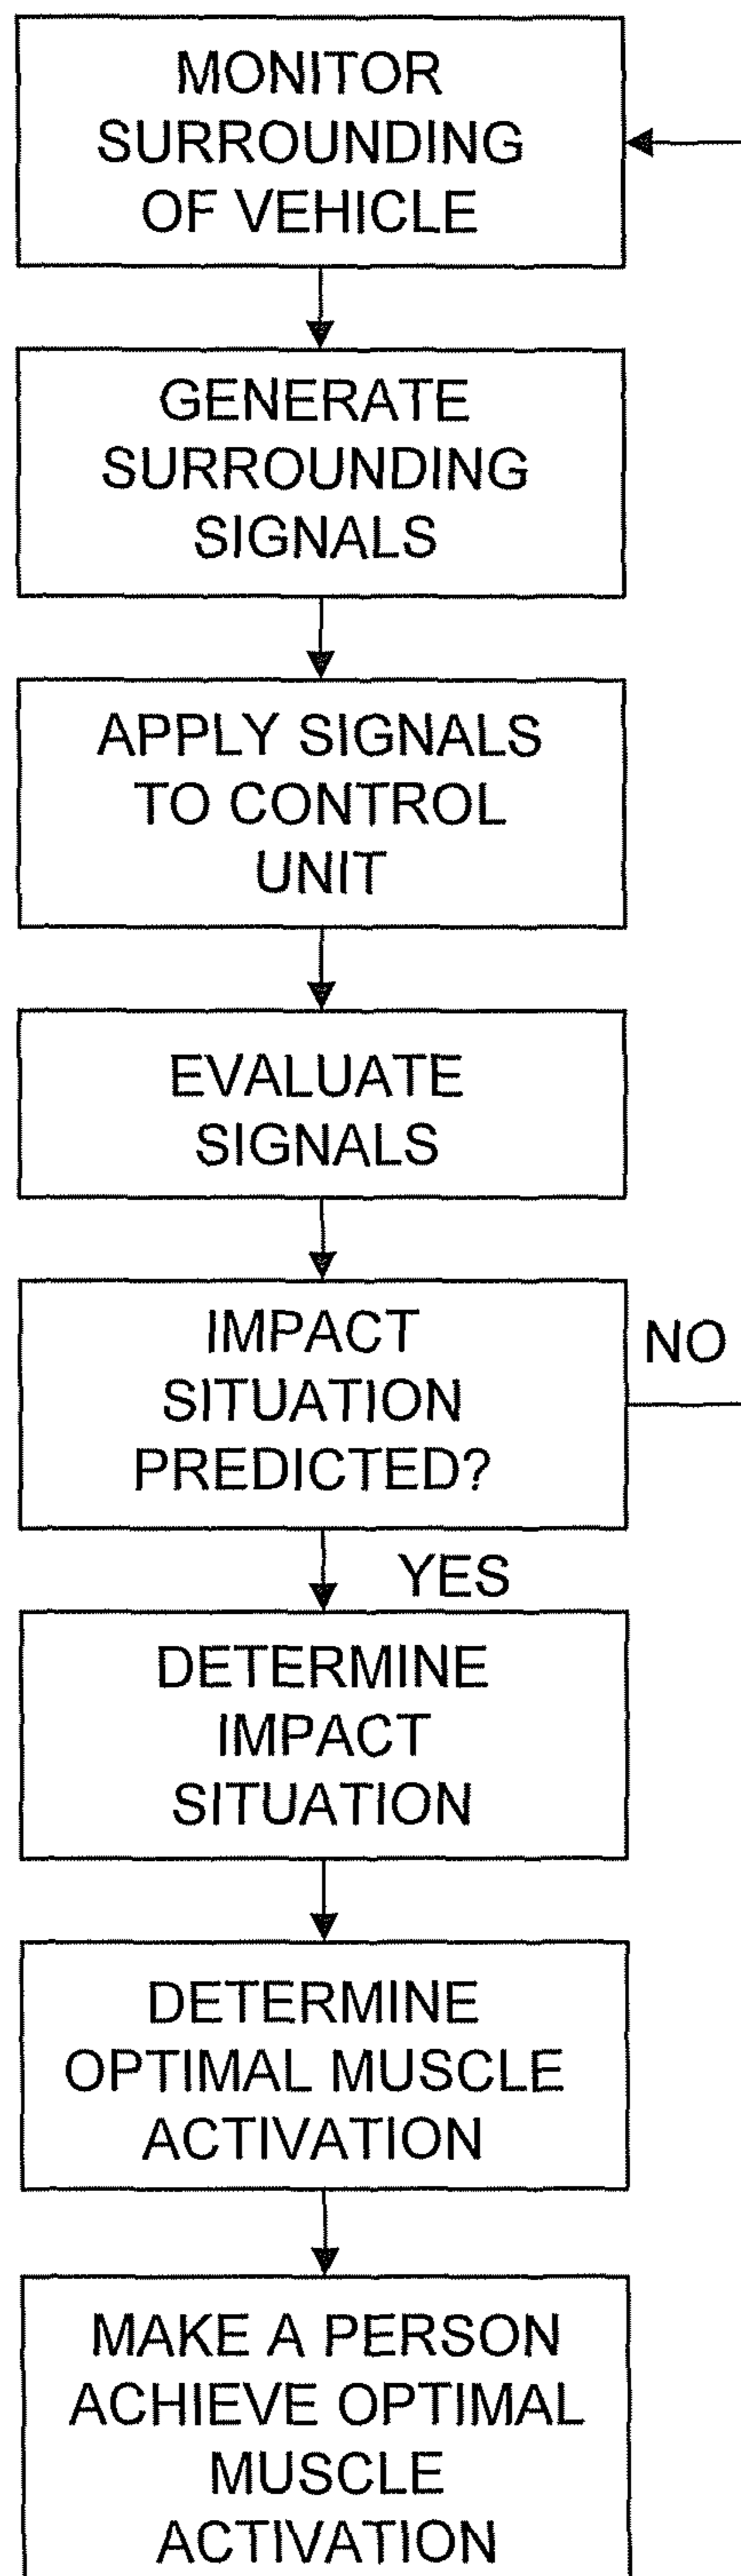 MONITOR
SURROUNDING
OF VEHICLE
GENERATE
SURROUNDING
SIGNALS
APPLY SIGNALS
TO CONTROL
UNIT
EVALUATE
SIGNALS
IMPACT
SITUATION
PREDICTED?
NO
YES
DETERMINE
IMPACT
SITUATION
DETERMINE
OPTIMAL MUSCLE
ACTIVATION
MAKE A PERSON
ACHIEVE OPTIMAL
MUSCLE
ACTIVATION